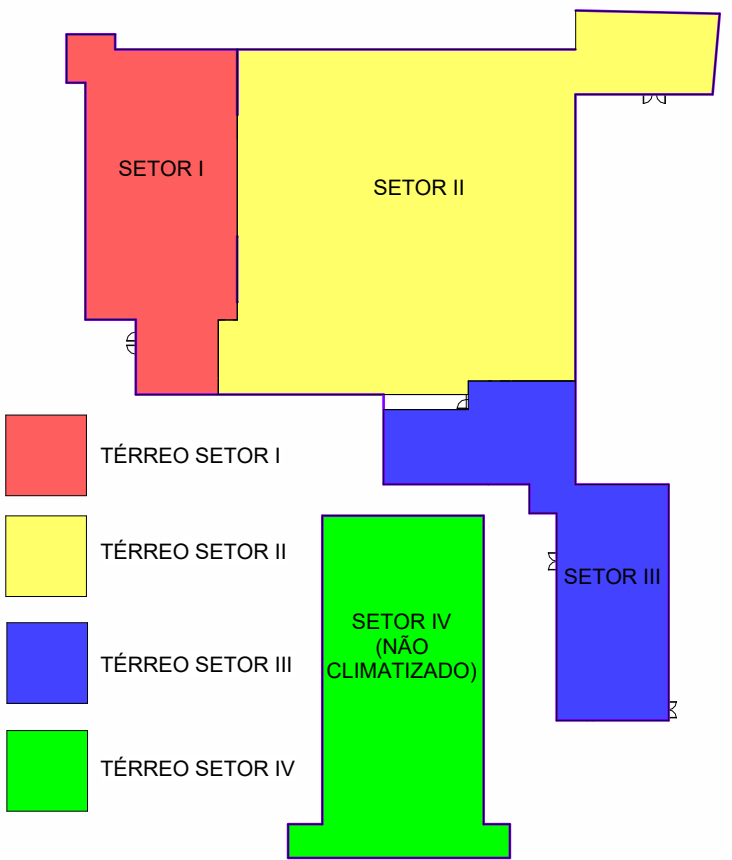 SETOR I
SETOR II
TÉRREO SETOR I
TÉRREO SETOR II
SETOR III
SETOR IV
(NÃO
CLIMATIZADO)
TÉRREO SETOR III
TÉRREO SETOR IV